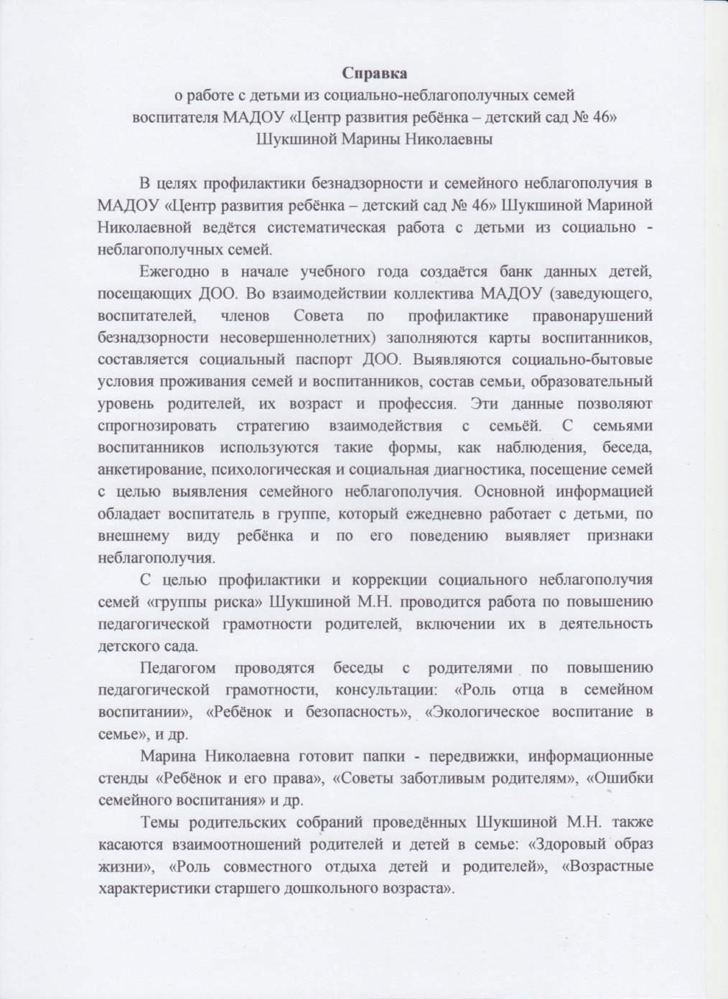 Справка
о работе с детьми из социально-неблагополучных семей
воспитателя МАДОУ «Центр развития ребёнка – детский сад № 46»
Шукшиной Марины Николаевны
В целях профилактики безнадзорности и семейного неблагополучия в
МАДОУ «Центр развития ребёнка – детский сад № 46» Шукшиной Мариной
Николаевной ведётся систематическая работа с детьми из социально -
неблагополучных семей.
Ежегодно в начале учебного года создаётся банк данных детей,
посещающих ДОО. Во взаимодействии коллектива МАДОУ (заведующего,
воспитателей, членов Совета по профилактике правонарушений
безнадзорности несовершеннолетних) заполняются карты воспитанников,
составляется социальный паспорт ДОО. Выявляются социально-бытовые
условия проживания семей и воспитанников, состав семьи, образовательный
уровень родителей, их возраст и профессия. Эти данные позволяют
спрогнозировать стратегию взаимодействия с семьёй. С семьями
воспитанников используются такие формы, как наблюдения, беседа,
анкетирование, психологическая и социальная диагностика, посещение семей
с целью выявления семейного неблагополучия. Основной информацией
обладает воспитатель в группе, который ежедневно работает с детьми, по
внешнему виду ребёнка и по его поведению выявляет признаки
неблагополучия.
С целью профилактики и коррекции социального неблагополучия
семей «группы риска» Шукшиной М.Н. проводится работа по повышению
педагогической грамотности родителей, включении их в деятельность
детского сада.
Педагогом проводятся беседы с родителями по повышению
педагогической грамотности, консультации: «Роль отца в семейном
воспитании», «Ребёнок и безопасность», «Экологическое воспитание в
семье», и др.
Марина Николаевна готовит папки - передвижки, информационные
стенды «Ребёнок и его права», «Советы заботливым родителям», «Ошибки
семейного воспитания» и др.
Темы родительских собраний проведённых Шукшиной М.Н. также
касаются взаимоотношений родителей и детей в семье: «Здоровый образ
жизни», «Роль совместного отдыха детей и родителей», «Возрастные
характеристики старшего дошкольного возраста».